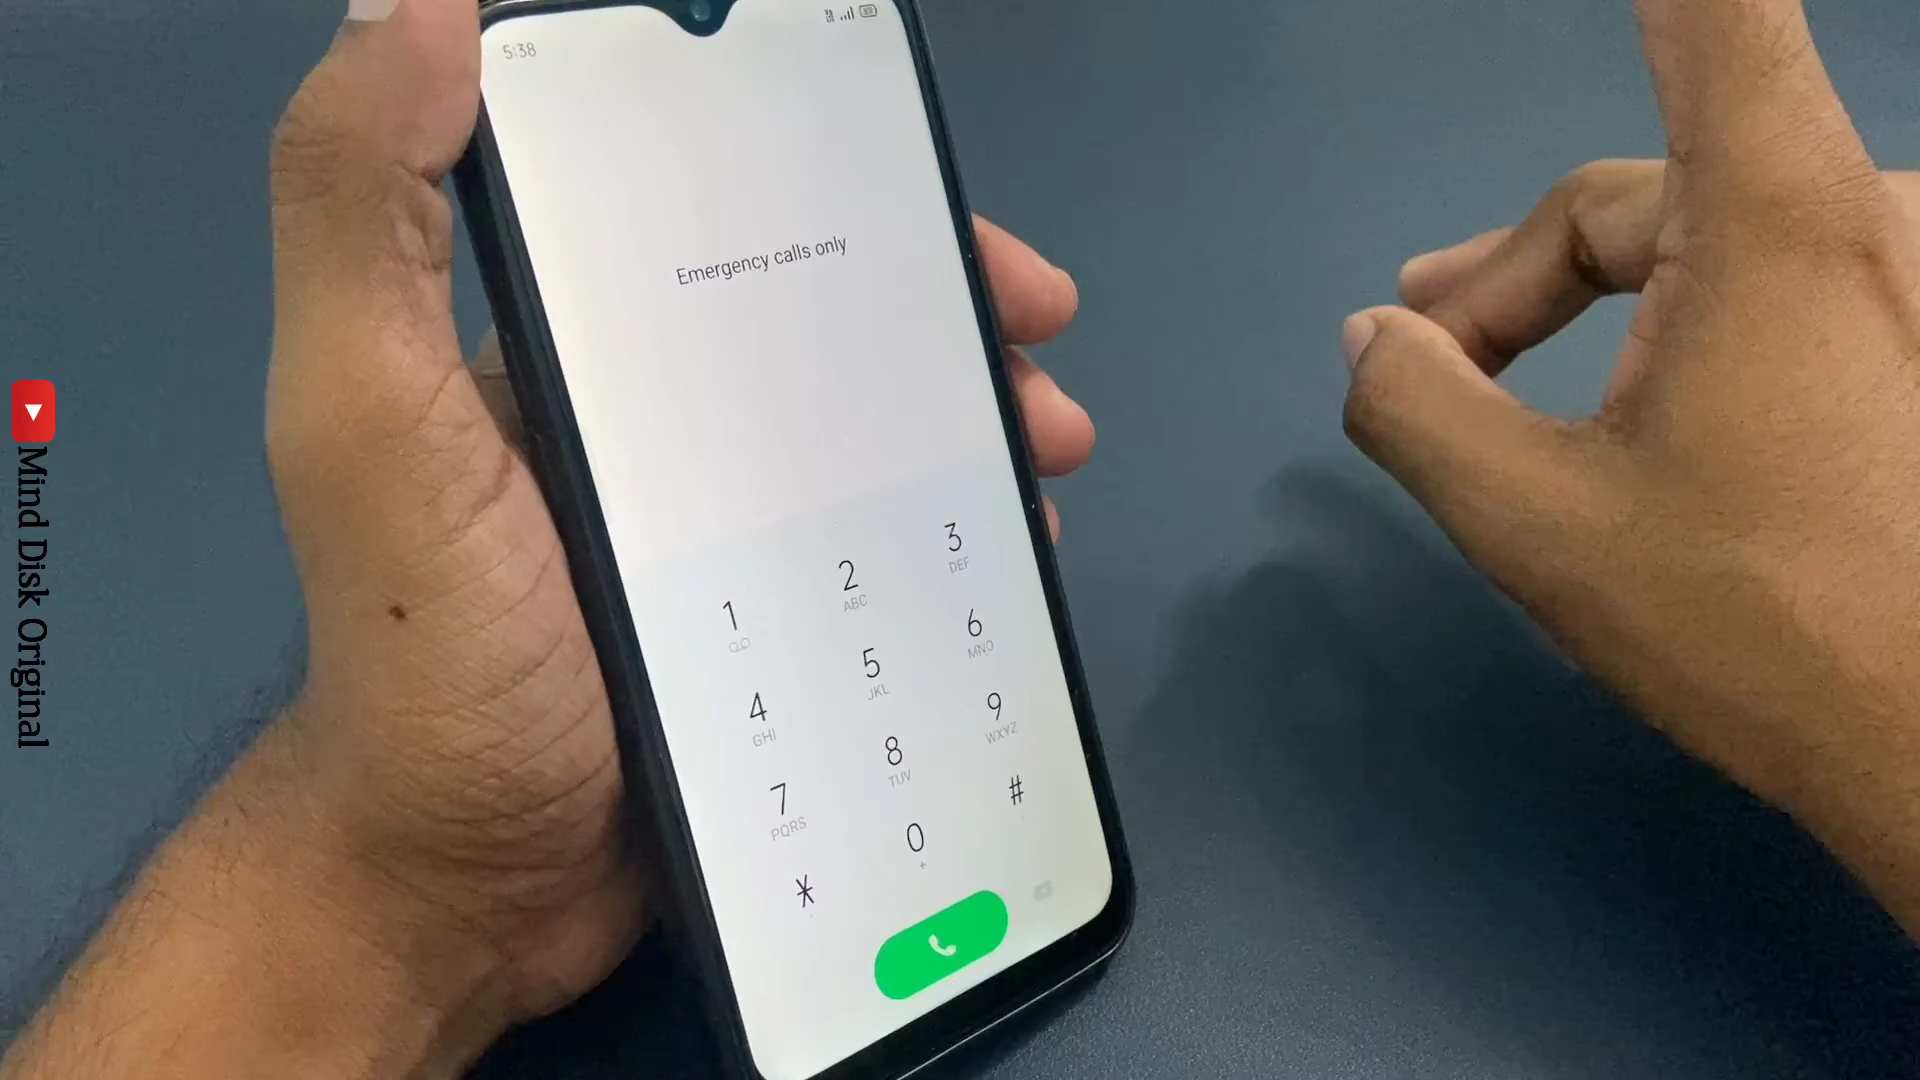 5:38
Emergency calls only
1
2
ABC
3
DEF
4
GHI
5
JKL
6
MNO
7
PQRS
8
TUV
9
WXYZ
*
0
+
#
Mind Disk Original